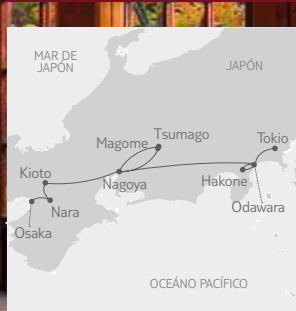 MAR DE
JAPÓN
JAPÓN
Magome
Tsumago
Tokio
Kioto
Nagoya
Hakone
Nara
Odawara
Osaka
OCEÁNO PACÍFICO